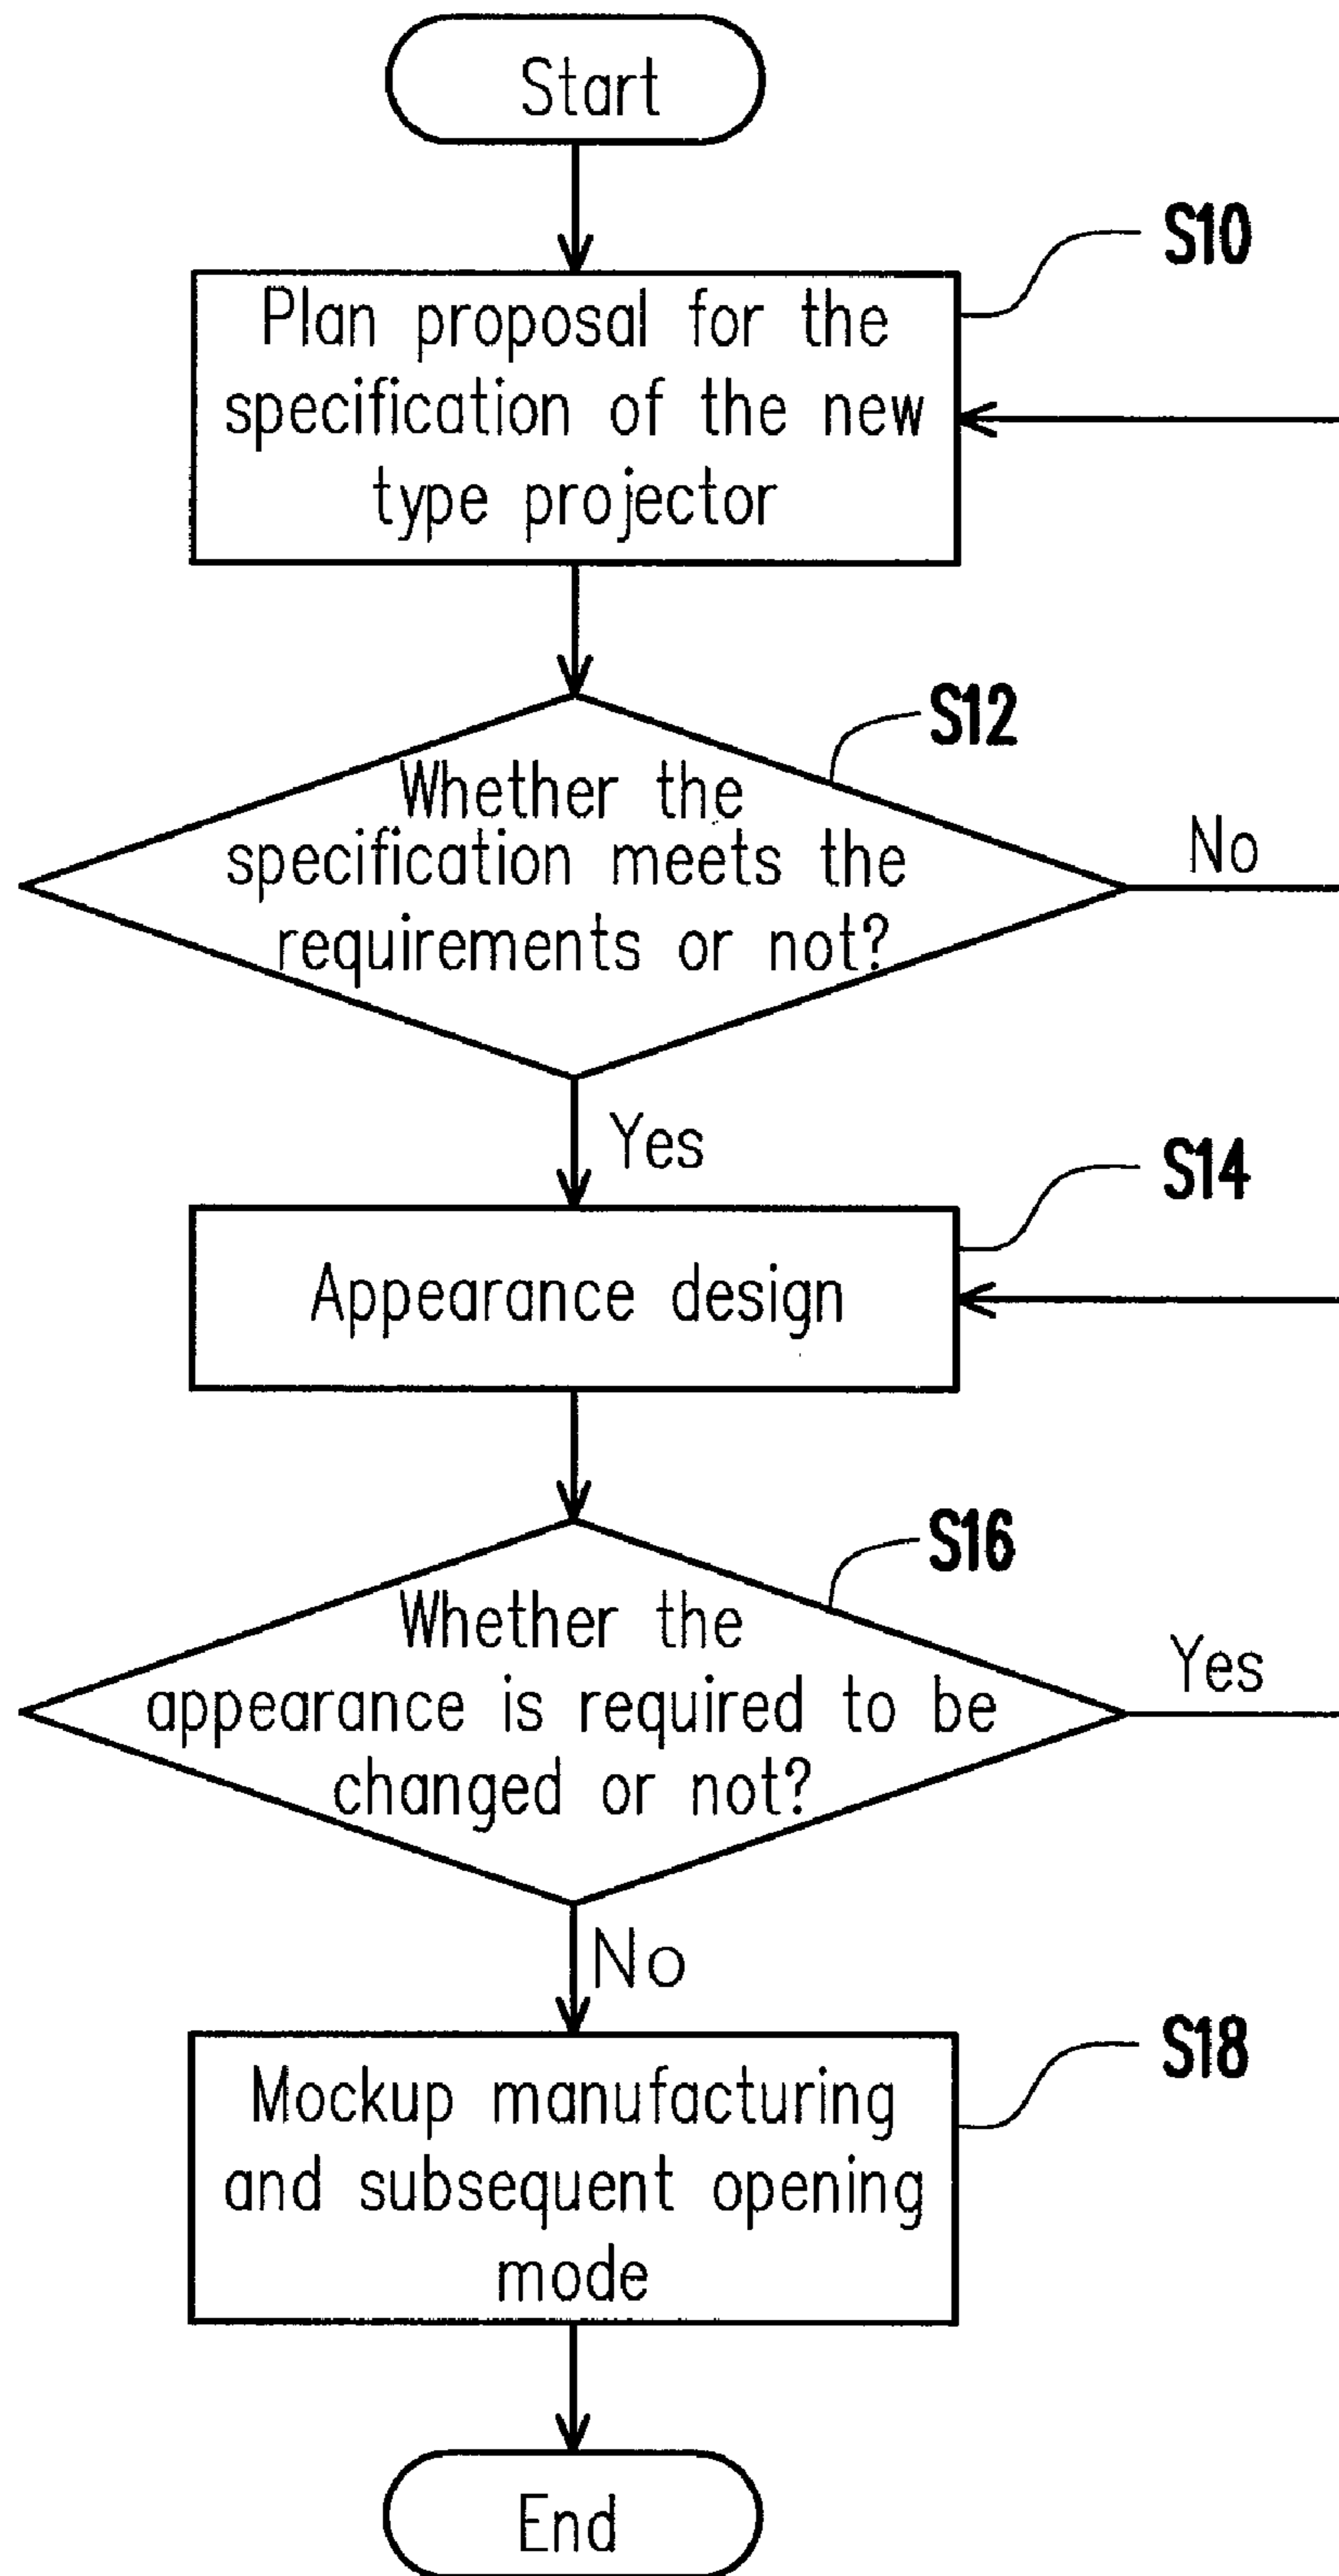 Start
S10
Plan proposal for the
specification of the new
type projector
S12
Whether the
specification meets the
requirements or not?
No
Yes
S14
Appearance design
S16
Whether the
appearance is required to be
changed or not?
Yes
No
S18
Mockup manufacturing
and subsequent opening
mode
End